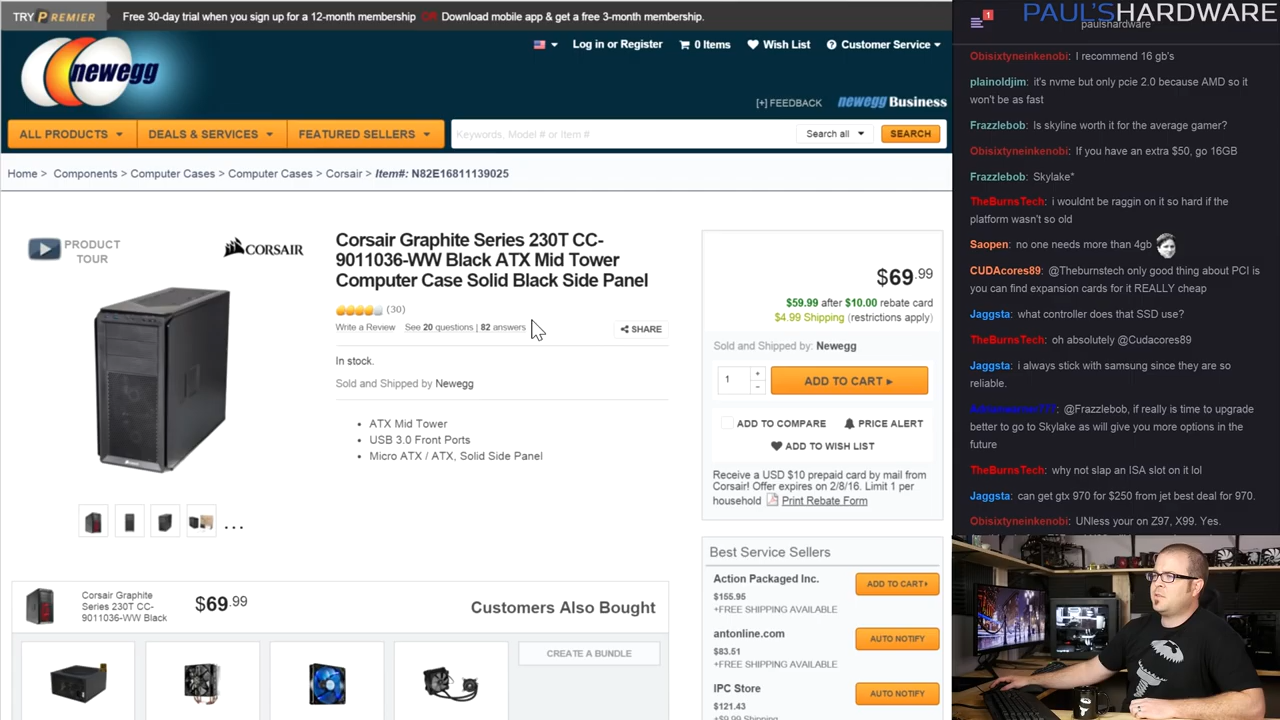 TRY PREMIER
Free 30-day trial when you sign up for a 12-month membership OR Download mobile app & get a free 3-month membership.
newegg
Log in or Register
0 Items
Wish List
Customer Service
[+] FEEDBACK
newegg Business
ALL PRODUCTS
DEALS & SERVICES
FEATURED SELLERS
Keywords, Model # or Item #
Search all
SEARCH
Home > Components > Computer Cases > Computer Cases > Corsair > Item#: N82E16811139025
PRODUCT
TOUR
CORSAIR
Corsair Graphite Series 230T CC-
9011036-WW Black ATX Mid Tower
Computer Case Solid Black Side Panel
(30)
Write a Review See 20 questions | 82 answers
SHARE
In stock.
Sold and Shipped by Newegg
• ATX Mid Tower
• USB 3.0 Front Ports
• Micro ATX / ATX, Solid Side Panel
...
$69.99
$59.99 after $10.00 rebate card
$4.99 Shipping (restrictions apply)
Sold and Shipped by: Newegg
1
+
-
ADD TO CART
ADD TO COMPARE
PRICE ALERT
ADD TO WISH LIST
Receive a USD $10 prepaid card by mail from
Corsair! Offer expires on 2/8/16. Limit 1 per
household Print Rebate Form
Best Service Sellers
Action Packaged Inc.
$155.95
+FREE SHIPPING AVAILABLE
ADD TO CART
antonline.com
$83.51
+FREE SHIPPING AVAILABLE
AUTO NOTIFY
IPC Store
$121.43
+$9.99 Shipping
AUTO NOTIFY
Corsair Graphite
Series 230T CC-
9011036-WW Black
$69.99
Customers Also Bought
CREATE A BUNDLE
1
PAUL'SHARDWARE
paulshardware
Obisixtyneinkenobi: I recommend 16 gb's
plainoldjim: it's nvme but only pcie 2.0 because AMD so it
won't be as fast
Frazzlebob: Is skyline worth it for the average gamer?
Obisixtyneinkenobi: If you have an extra $50, go 16GB
Frazzlebob: Skylake*
TheBurnsTech: i wouldnt be raggin on it so hard if the
platform wasn't so old
Saopen: no one needs more than 4gb
CUDAcores89: @Theburnstech only good thing about PCI is
you can find expansion cards for it REALLY cheap
Jaggsta: what controller does that SSD use?
TheBurnsTech: oh absolutely @Cudacores89
Jaggsta: i always stick with samsung since they are so
reliable.
@Frazzlebob, if really is time to upgrade
better to go to Skylake as will give you more options in the
future
TheBurnsTech: why not slap an ISA slot on it lol
Jaggsta: can get gtx 970 for $250 from jet best deal for 970.
Obisixtyneinkenobi: UNless your on Z97, X99. Yes.